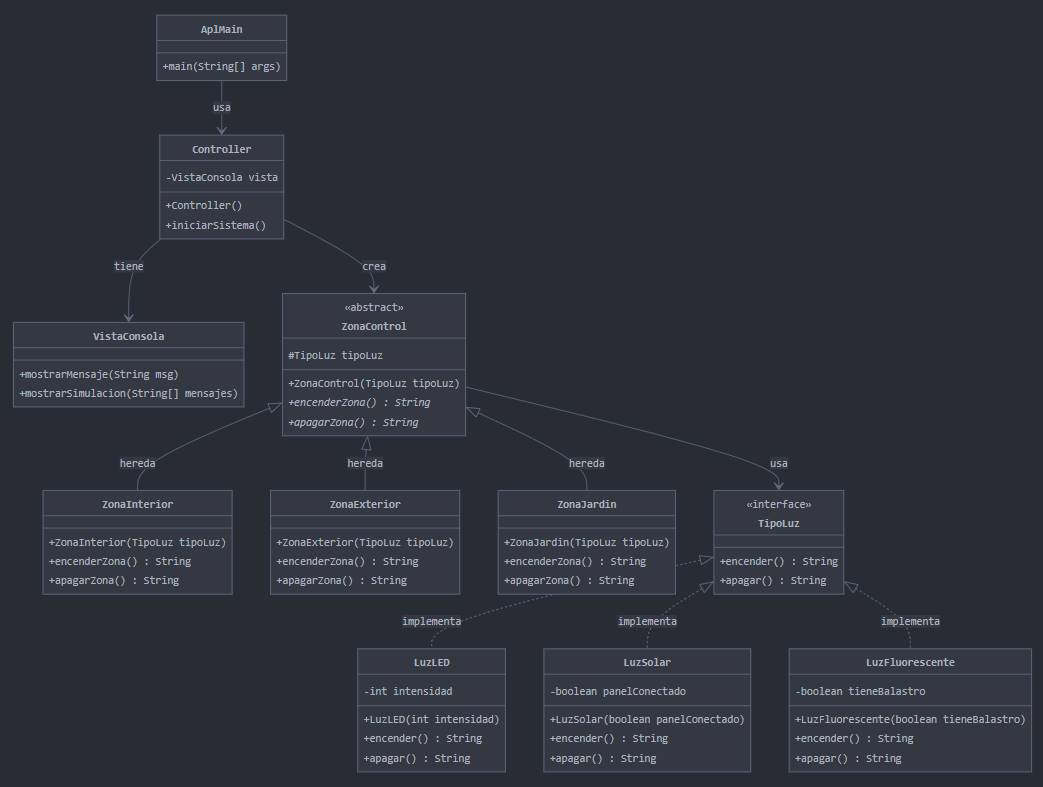 AplMain
+main(String[] args)
usa
Controller
-VistaConsola vista
+Controller()
+iniciarSistema()
tiene
crea
VistaConsola
+mostrarMensaje(String msg)
+mostrarSimulacion(String[] mensajes)
«abstract»
ZonaControl
#TipoLuz tipoLuz
+ZonaControl(TipoLuz tipoLuz)
+encenderZona() : String
+apagarZona() : String
hereda
hereda
hereda
usa
ZonaInterior
+ZonaInterior(TipoLuz tipoLuz)
+encenderZona() : String
+apagarZona() : String
ZonaExterior
+ZonaExterior(TipoLuz tipoLuz)
+encenderZona() : String
+apagarZona() : String
ZonaJardin
+ZonaJardin(TipoLuz tipoLuz)
+encenderZona() : String
+apagarZona() : String
«interface»
TipoLuz
+encender() : String
+apagar() : String
implementa
implementa
implementa
LuzLED
-int intensidad
+LuzLED(int intensidad)
+encender() : String
+apagar() : String
LuzSolar
-boolean panelConectado
+LuzSolar(boolean panelConectado)
+encender() : String
+apagar() : String
LuzFluorescente
-boolean tieneBalastro
+LuzFluorescente(boolean tieneBalastro)
+encender() : String
+apagar() : String